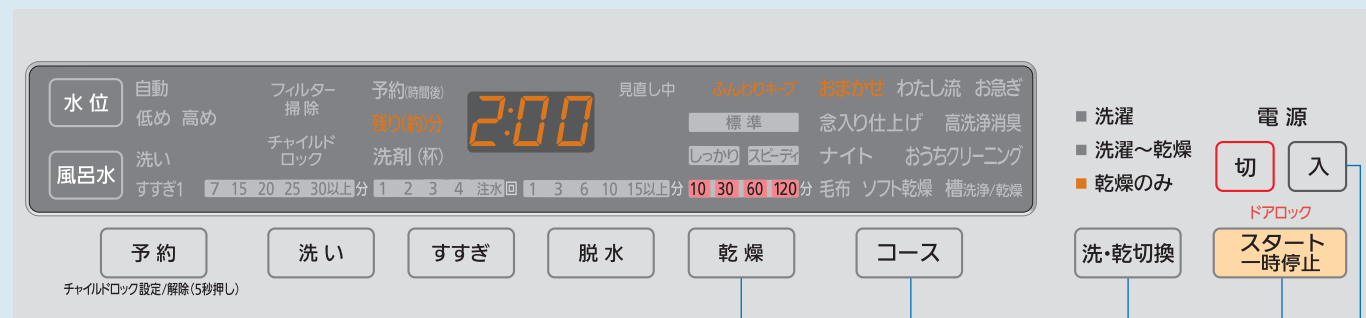 水位
自動
低め 高め
風呂水
洗い
すすぎ1
フィルター
掃除
チャイルド
ロック
予約(時間後)
残り(約)分
洗剤(杯)
2:00
見直し中
ふんわりキープ
標準
しっかり スピーディ
おまかせ わたし流 お急ぎ
念入り仕上げ 高洗浄消臭
ナイト おうちクリーニング
7 15 20 25 30以上分 1 2 3 4 注水回 1 3 6 10 15以上分 10 30 60 120分 毛布 ソフト乾燥 槽洗浄/乾燥
洗濯
洗濯~乾燥
乾燥のみ
電源
切 入
ドアロック
予約
洗い
すすぎ
脱水
乾燥
コース
洗・乾切換
スタート
一時停止
チャイルドロック設定/解除(5秒押し)